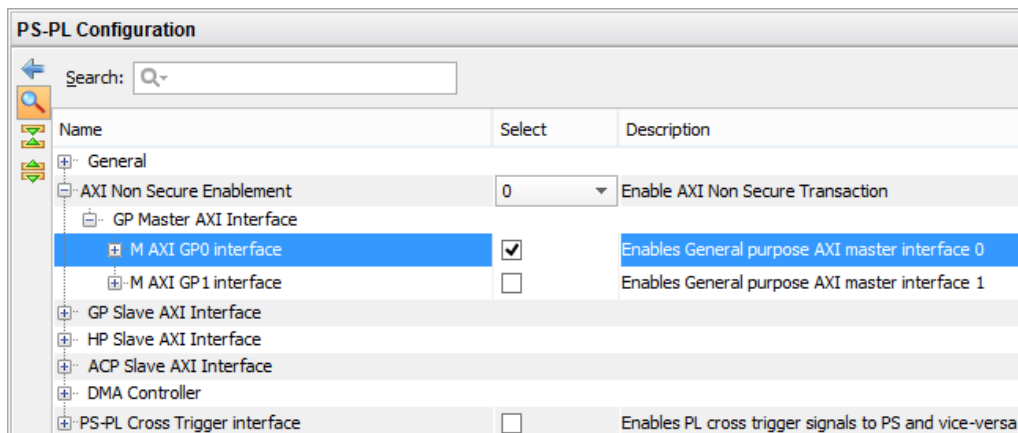 PS-PL Configuration
Search:
Name Select Description
General
AXI Non Secure Enablement 0 Enable AXI Non Secure Transaction
GP Master AXI Interface
M AXI GP0 interface Enables General purpose AXI master interface 0
M AXI GP1 interface Enables General purpose AXI master interface 1
GP Slave AXI Interface
HP Slave AXI Interface
ACP Slave AXI Interface
DMA Controller
PS-PL Cross Trigger interface Enables PL cross trigger signals to PS and vice-versa